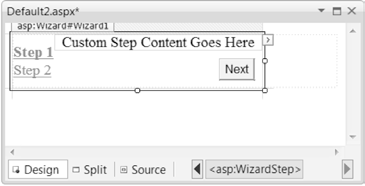 Default2.aspx*
asp:Wizard#Wizard1
Custom Step Content Goes Here
Step 1
Step 2
Next
Design
Split
Source
<asp:WizardStep>